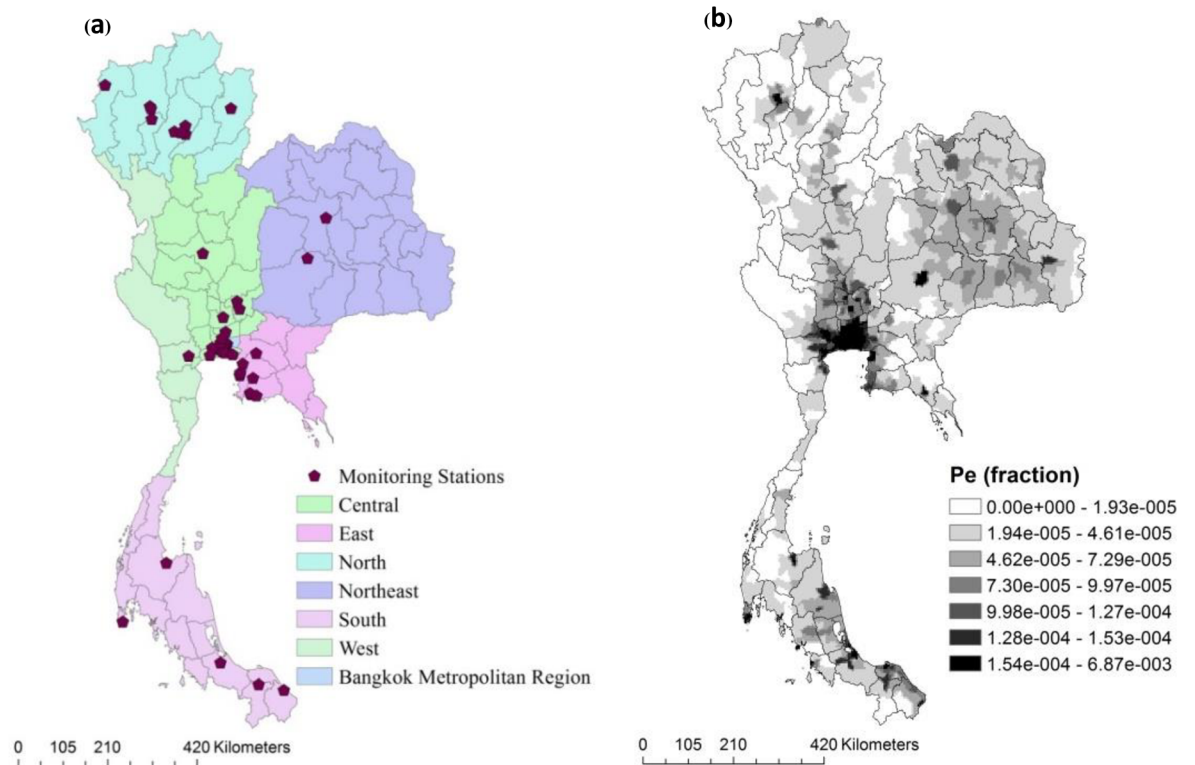 (a)
Monitoring Stations
Central
East
North
Northeast
South
West
Bangkok Metropolitan Region
0 105 210 420 Kilometers
(b)
Pe (fraction)
0.00e+000 - 1.93e-005
1.94e-005 - 4.61e-005
4.62e-005 - 7.29e-005
7.30e-005 - 9.97e-005
9.98e-005 - 1.27e-004
1.28e-004 - 1.53e-004
1.54e-004 - 6.87e-003
0 105 210 420 Kilometers